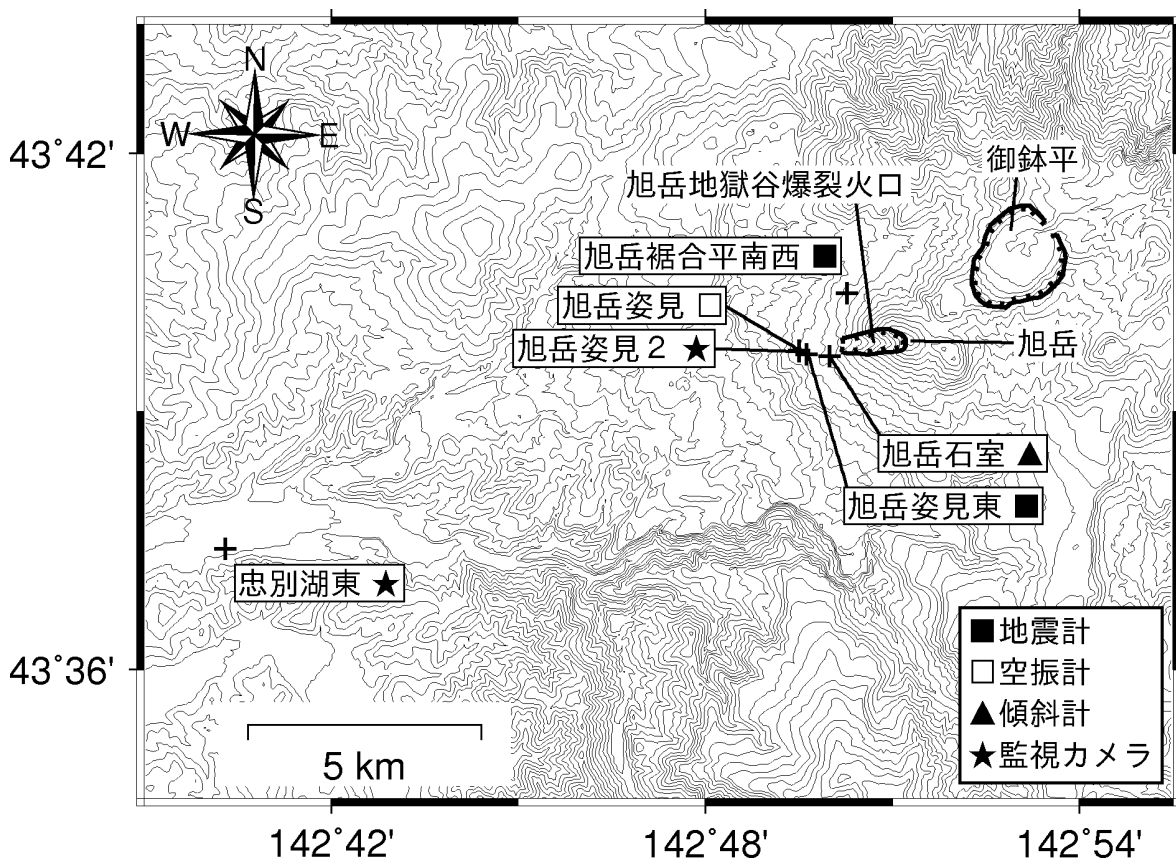 N
W
E
S
43°42'
御鉢平
旭岳地獄谷爆裂火口
旭岳裾合平南西 ■
旭岳姿見 □
旭岳姿見２ ★
旭岳
旭岳石室 ▲
旭岳姿見東 ■
忠別湖東 ★
43°36'
■地震計
□空振計
▲傾斜計
★監視カメラ
5 km
142°42'
142°48'
142°54'